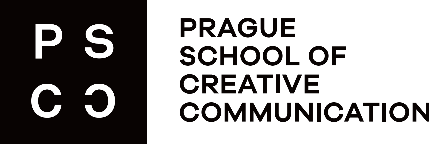 P S
C Ɔ
PRAGUE
SCHOOL OF
CREATIVE
COMMUNICATION